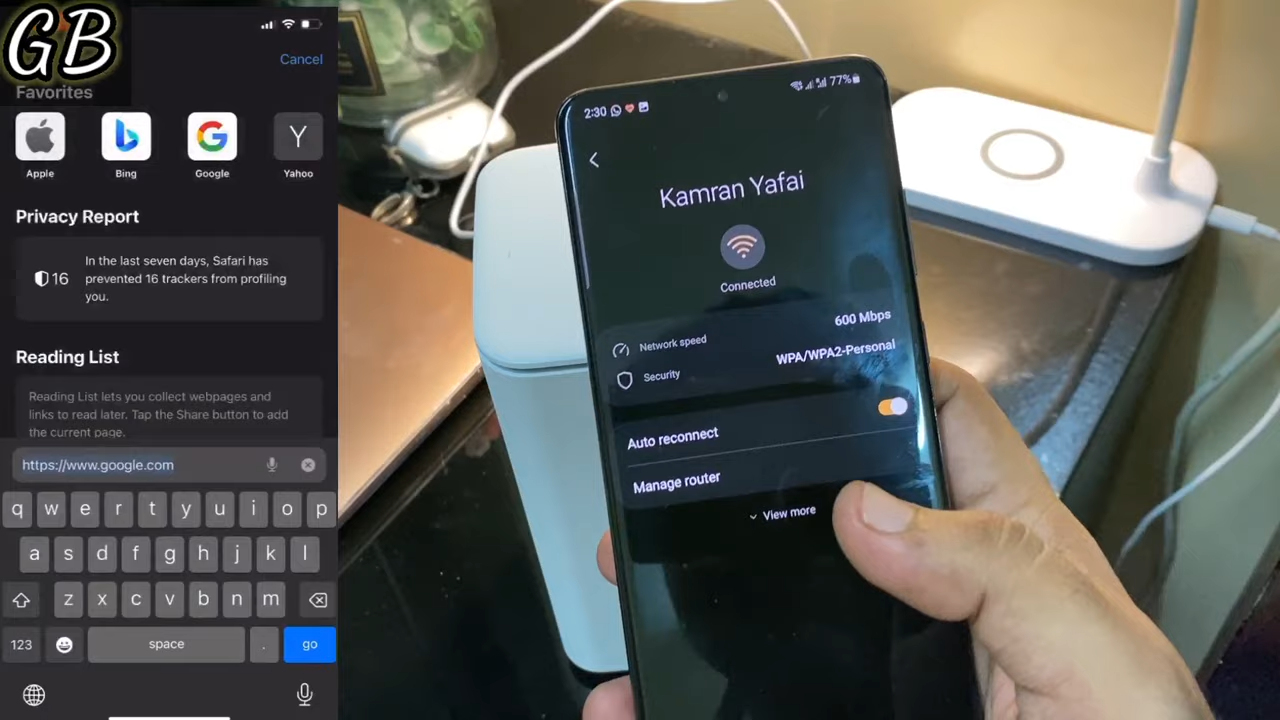 GB
Cancel
Favorites
Apple
Bing
Google
Y
Yahoo
Privacy Report
16
In the last seven days, Safari has
prevented 16 trackers from profiling
you.
Reading List
Reading List lets you collect webpages and
links to read later. Tap the Share button to add
the current page.
https://www.google.com
q w e r t y u i o p
a s d f g h j k l
z x c v b n m
123
space
.
go
2:30
77%
Kamran Yafai
Connected
Network speed
600 Mbps
Security
WPA/WPA2-Personal
Auto reconnect
Manage router
View more